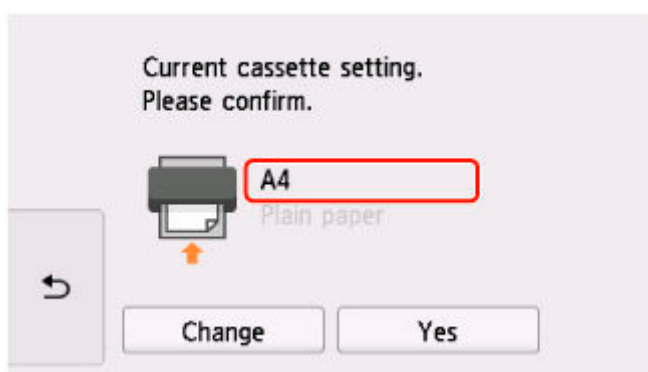 Current cassette setting.
Please confirm.
A4
Plain paper
Change
Yes